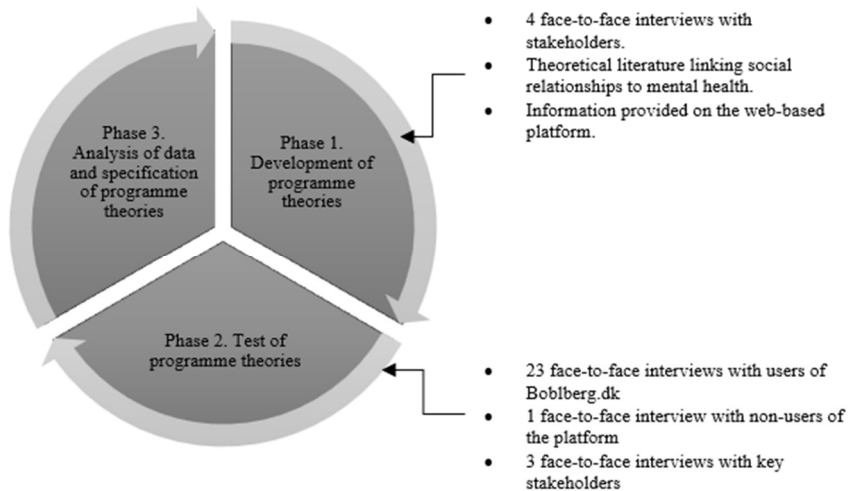 Phase 3.
Analysis of data
and specification
of programme
theories
Phase 1.
Development of
programme
theories
Phase 2. Test of
programme theories
• 4 face-to-face interviews with
stakeholders.
• Theoretical literature linking social
relationships to mental health.
• Information provided on the web-based
platform.
• 23 face-to-face interviews with users of
Boblberg.dk
• 1 face-to-face interview with non-users of
the platform
• 3 face-to-face interviews with key
stakeholders